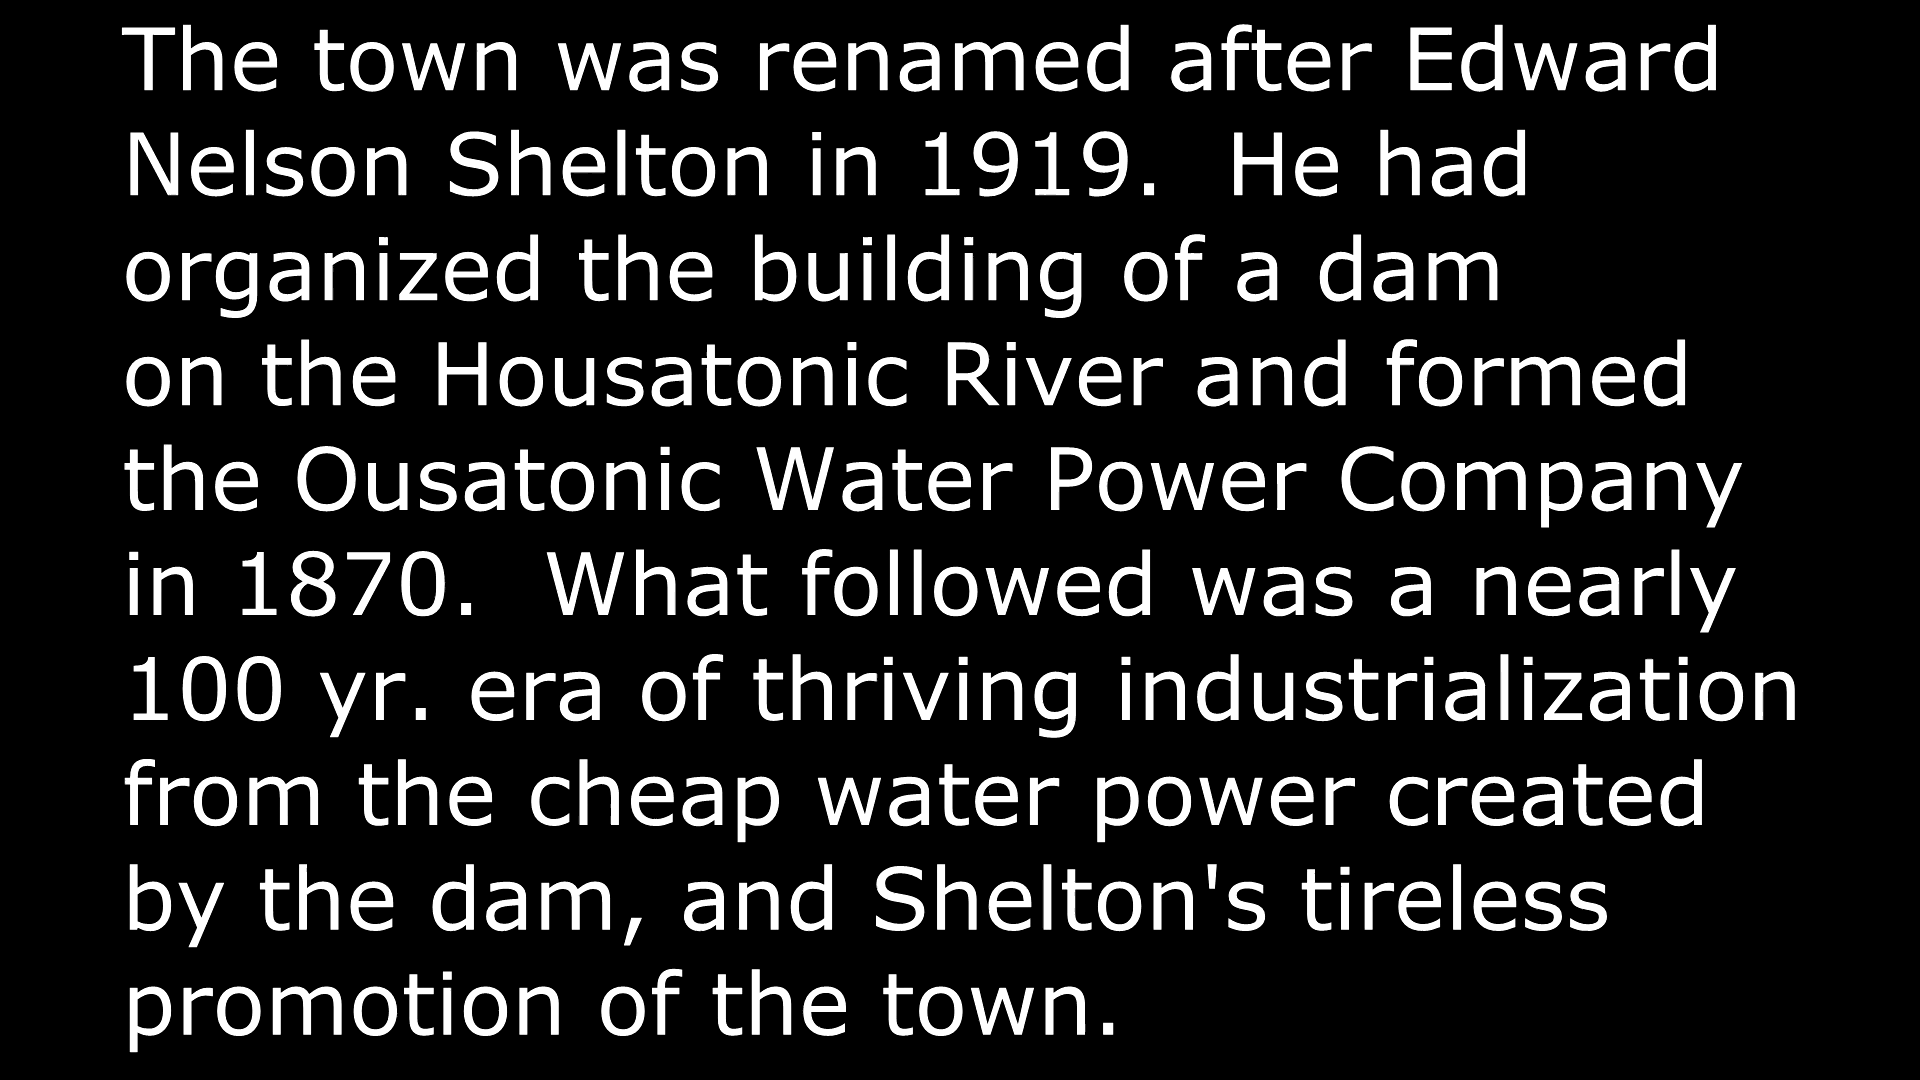 The town was renamed after Edward
Nelson Shelton in 1919.  He had
organized the building of a dam
on the Housatonic River and formed
the Ousatonic Water Power Company
in 1870.  What followed was a nearly
100 yr. era of thriving industrialization
from the cheap water power created
by the dam, and Shelton's tireless
promotion of the town.